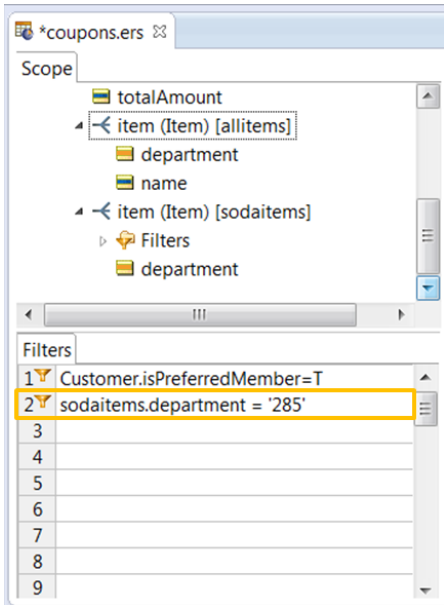 *coupons.ers
Scope
totalAmount
item (Item) [allitems]
department
name
item (Item) [sodaitems]
Filters
department
Filters
1 Customer.isPreferredMember=T
2 sodaitems.department = '285'
3
4
5
6
7
8
9